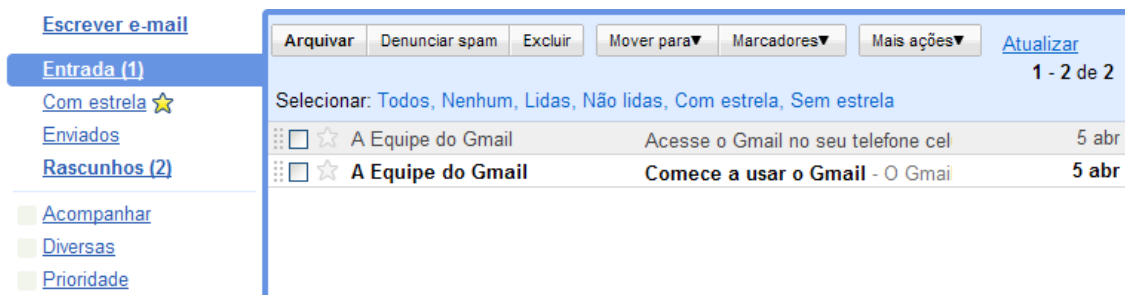 Escrever e-mail
Entrada (1)
Com estrela
Enviados
Rascunhos (2)
Acompanhar
Diversas
Prioridade
Arquivar Denunciar spam Excluir Mover para▼ Marcadores▼ Mais ações▼ Atualizar
1 - 2 de 2
Selecionar: Todos, Nenhum, Lidas, Não lidas, Com estrela, Sem estrela
A Equipe do Gmail Acesse o Gmail no seu telefone cel 5 abr
A Equipe do Gmail Comece a usar o Gmail - O Gmai 5 abr